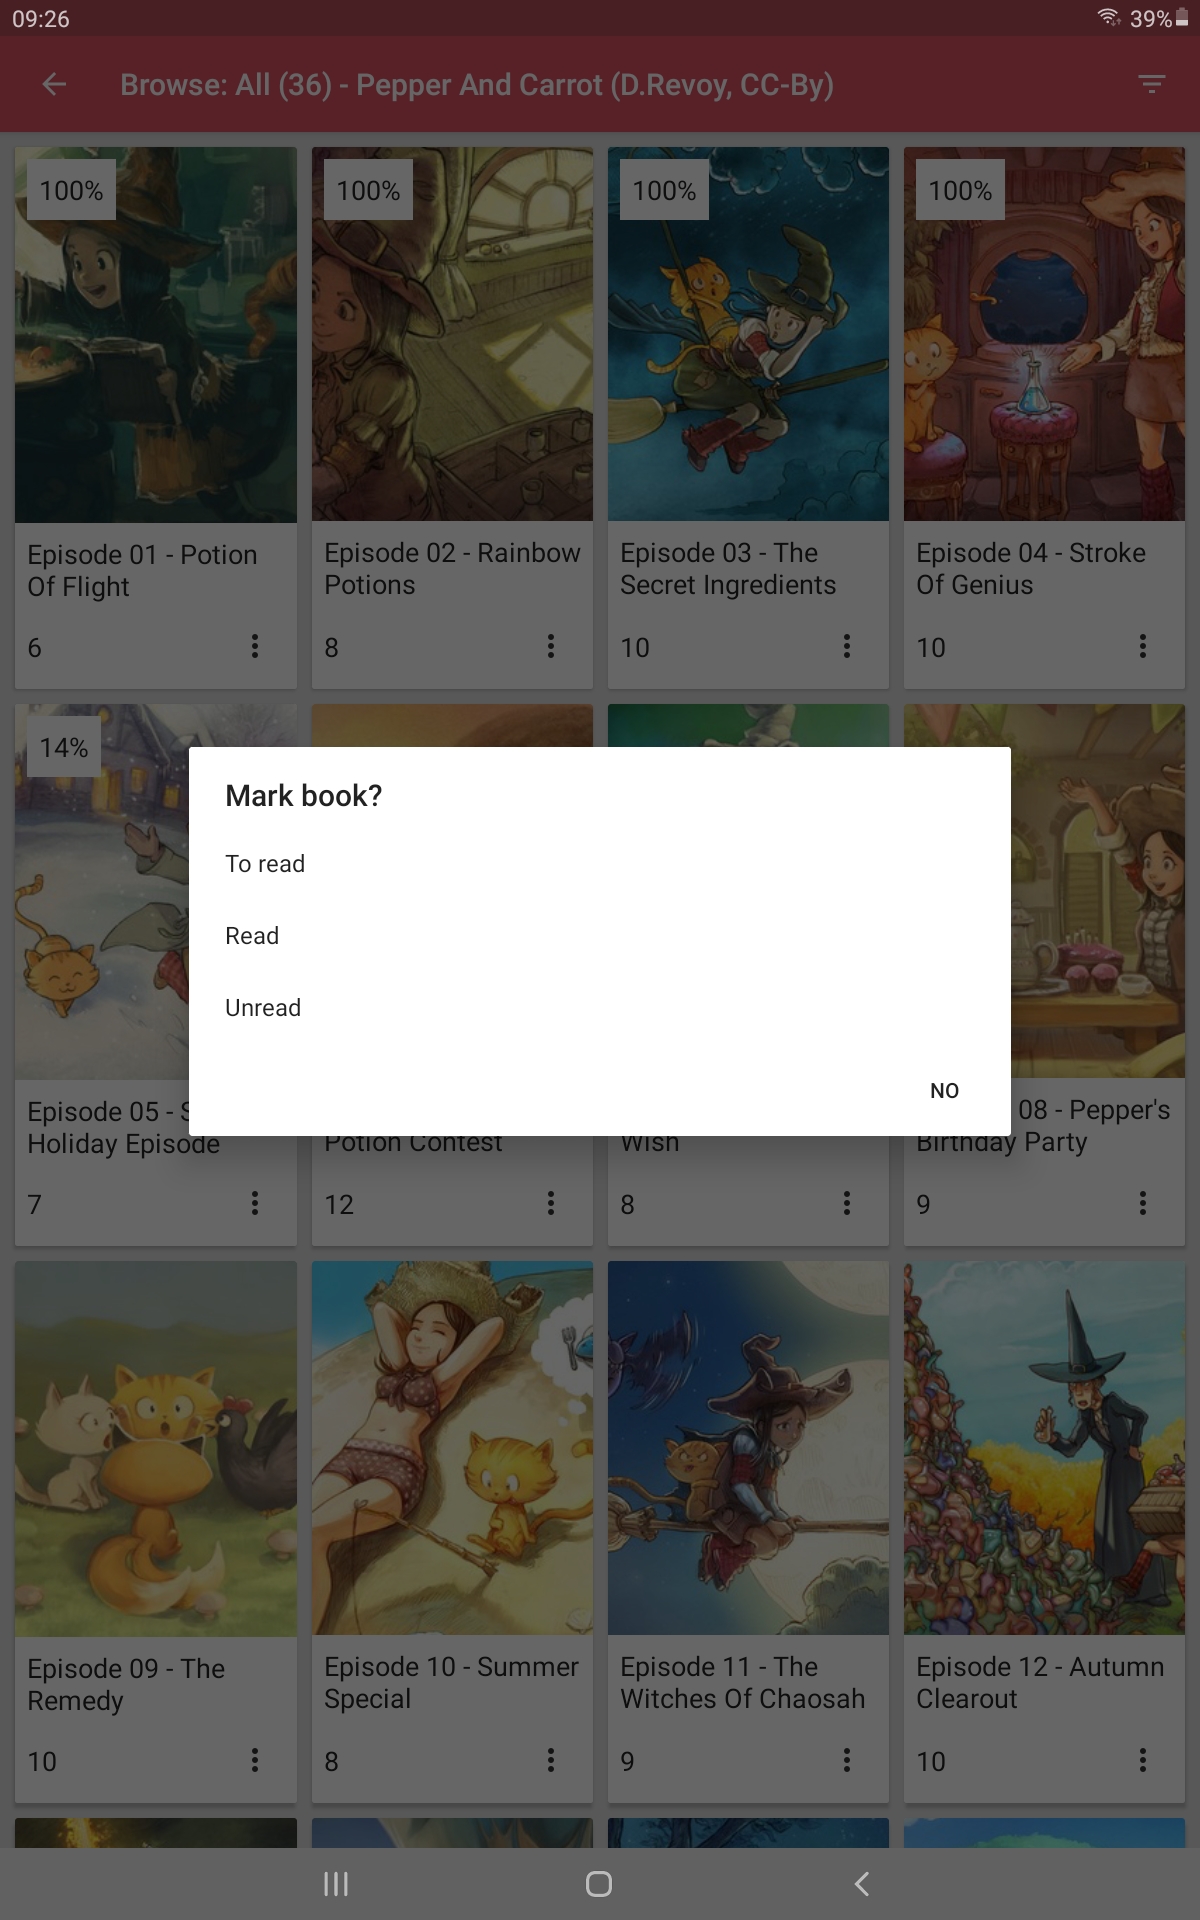 09:26
39%
Browse: All (36) - Pepper And Carrot (D.Revoy, CC-By)
100%
100%
100%
100%
Episode 01 - Potion
Of Flight
6
Episode 02 - Rainbow
Potions
8
Episode 03 - The
Secret Ingredients
10
Episode 04 - Stroke
Of Genius
10
14%
Mark book?
To read
Read
Unread
NO
Episode 05 - S
Holiday Episode
7
Potion Contest
12
Wish
8
08 - Pepper's
Birthday Party
9
Episode 09 - The
Remedy
10
Episode 10 - Summer
Special
8
Episode 11 - The
Witches Of Chaosah
9
Episode 12 - Autumn
Clearout
10